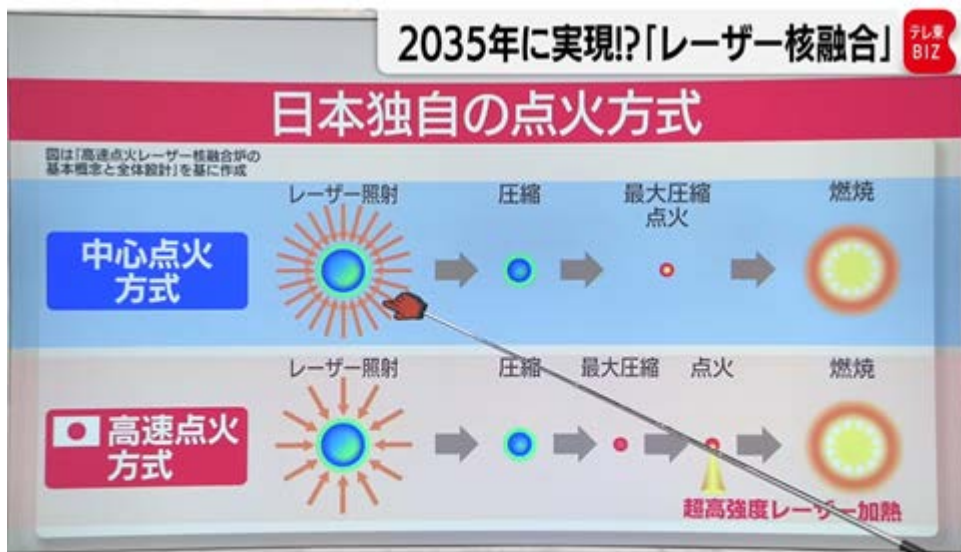 2035年に実現!?「レーザー核融合」
テレ東
BIZ
日本独自の点火方式
図は「高速点火レーザー核融合炉の
基本概念と全体設計」を基に作成
レーザー照射
圧縮
最大圧縮
点火
燃焼
中心点火
方式
レーザー照射
圧縮
最大圧縮
点火
燃焼
高速点火
方式
超高強度レーザー加熱